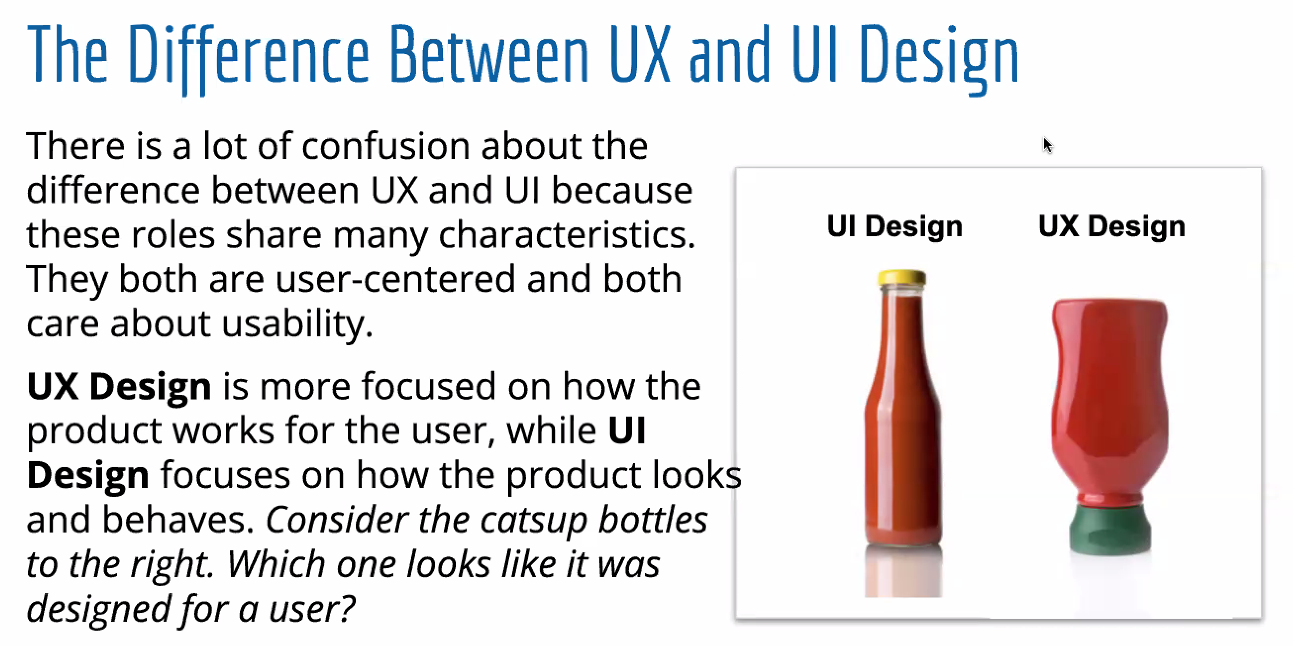 The Difference Between UX and UI Design
There is a lot of confusion about the
difference between UX and UI because
these roles share many characteristics.
They both are user-centered and both
care about usability.
UX Design is more focused on how the
product works for the user, while UI
Design focuses on how the product looks
and behaves. Consider the catsup bottles
to the right. Which one looks like it was
designed for a user?
UI Design
UX Design